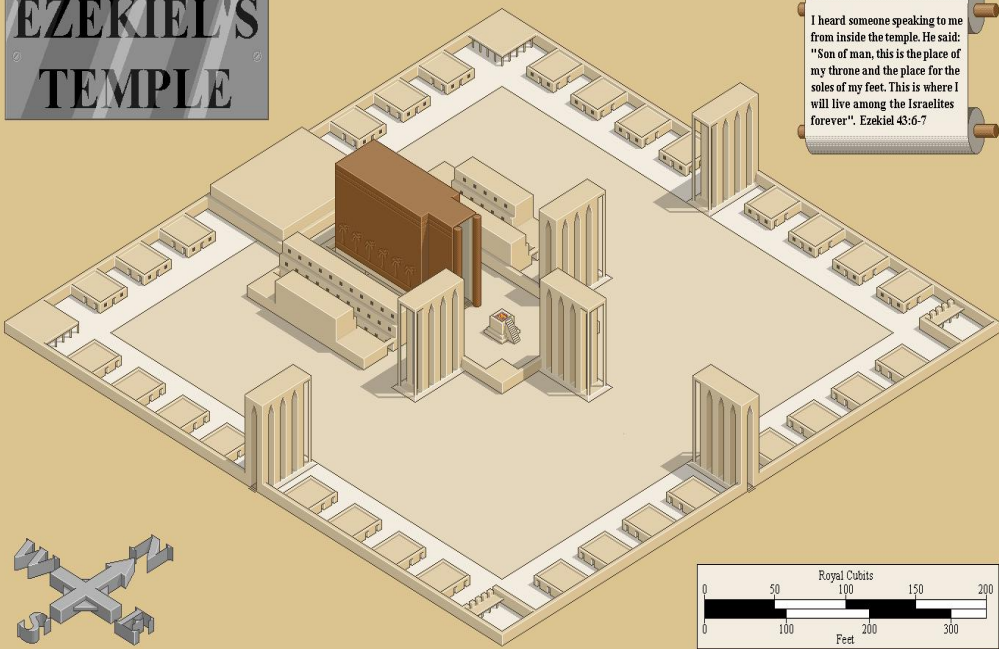 EZEKIEL'S
TEMPLE
I heard someone speaking to me
from inside the temple. He said:
"Son of man, this is the place of
my throne and the place for the
soles of my feet. This is where I
will live among the Israelites
forever". Ezekiel 43:6-7
W N
S E
Royal Cubits
0 50 100 150 200
0 100 200 300
Feet